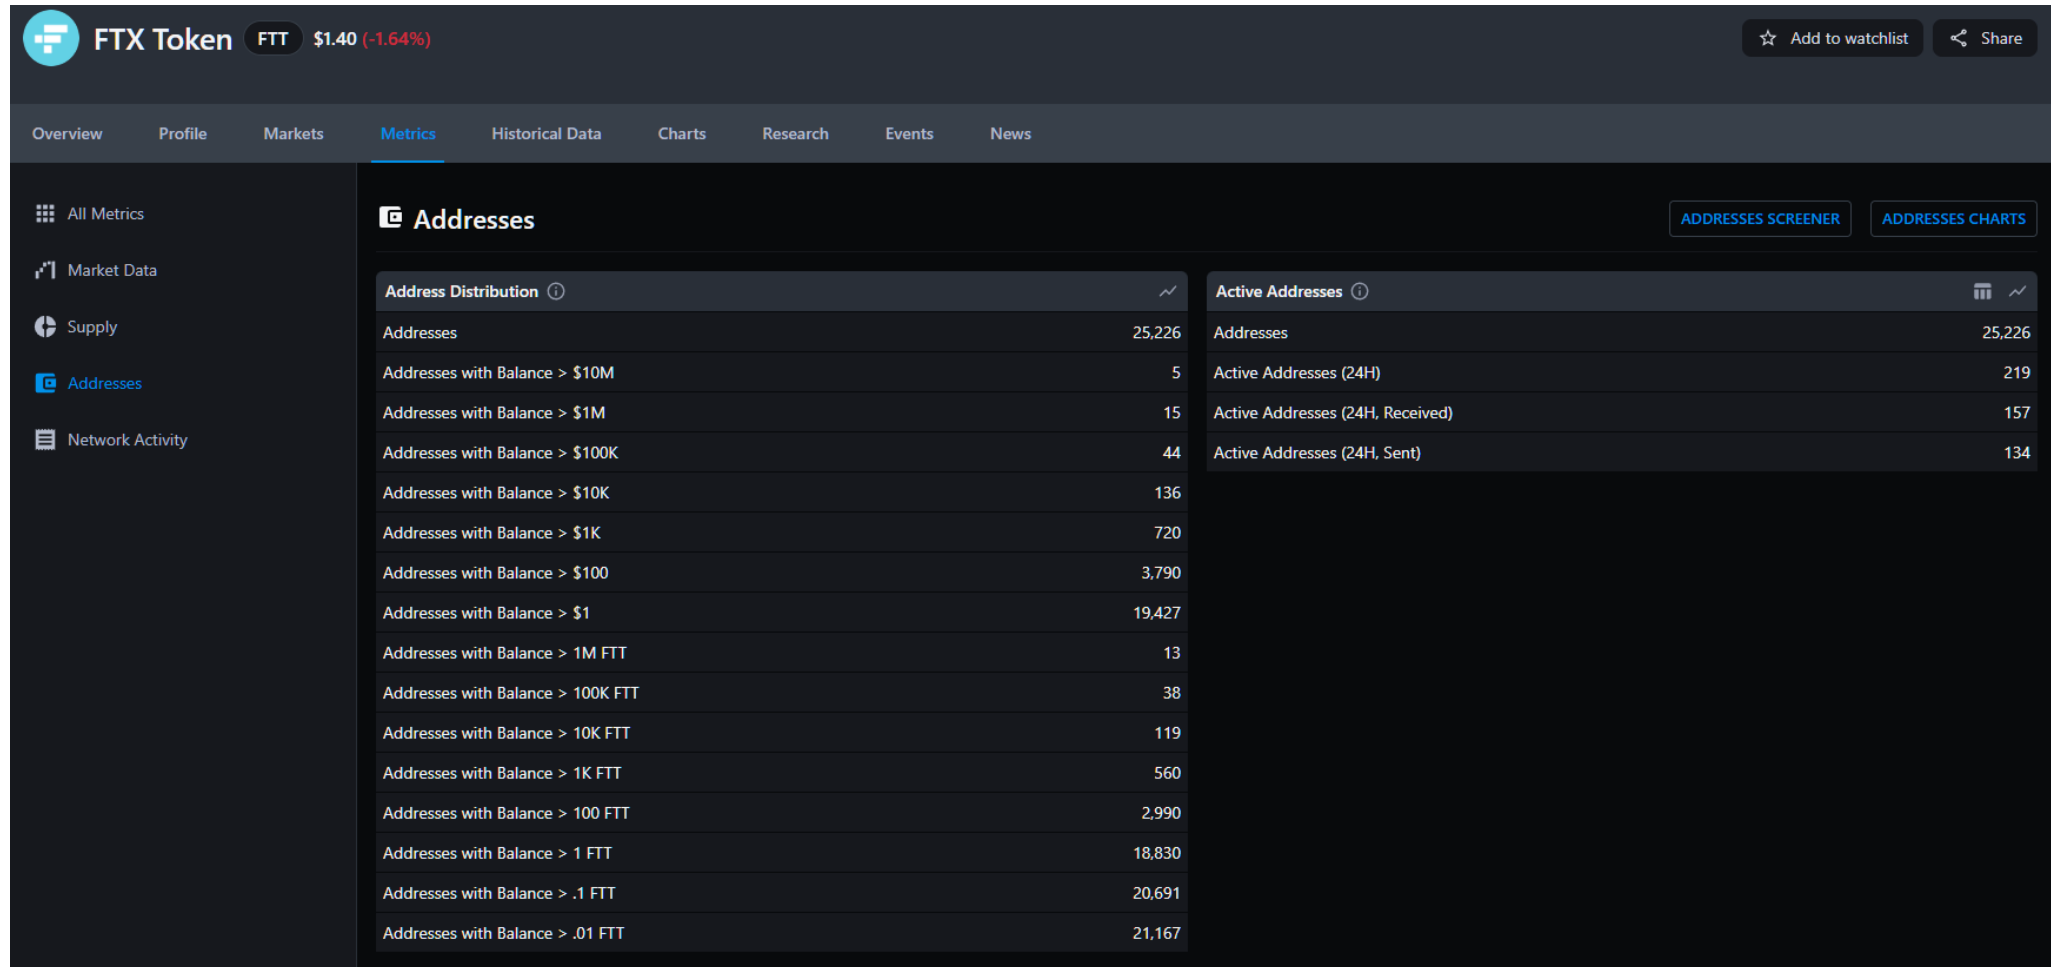 FTX Token FTT $1.40 (-1.64%)
Add to watchlist
Share
Overview Profile Markets Metrics Historical Data Charts Research Events News
All Metrics
Market Data
Supply
Addresses
Network Activity
Addresses
ADDRESSES SCREENER
ADDRESSES CHARTS
Address Distribution
Addresses 25,226
Addresses with Balance > $10M 5
Addresses with Balance > $1M 15
Addresses with Balance > $100K 44
Addresses with Balance > $10K 136
Addresses with Balance > $1K 720
Addresses with Balance > $100 3,790
Addresses with Balance > $1 19,427
Addresses with Balance > 1M FTT 13
Addresses with Balance > 100K FTT 38
Addresses with Balance > 10K FTT 119
Addresses with Balance > 1K FTT 560
Addresses with Balance > 100 FTT 2,990
Addresses with Balance > 1 FTT 18,830
Addresses with Balance > .1 FTT 20,691
Addresses with Balance > .01 FTT 21,167
Active Addresses
Addresses 25,226
Active Addresses (24H) 219
Active Addresses (24H, Received) 157
Active Addresses (24H, Sent) 134